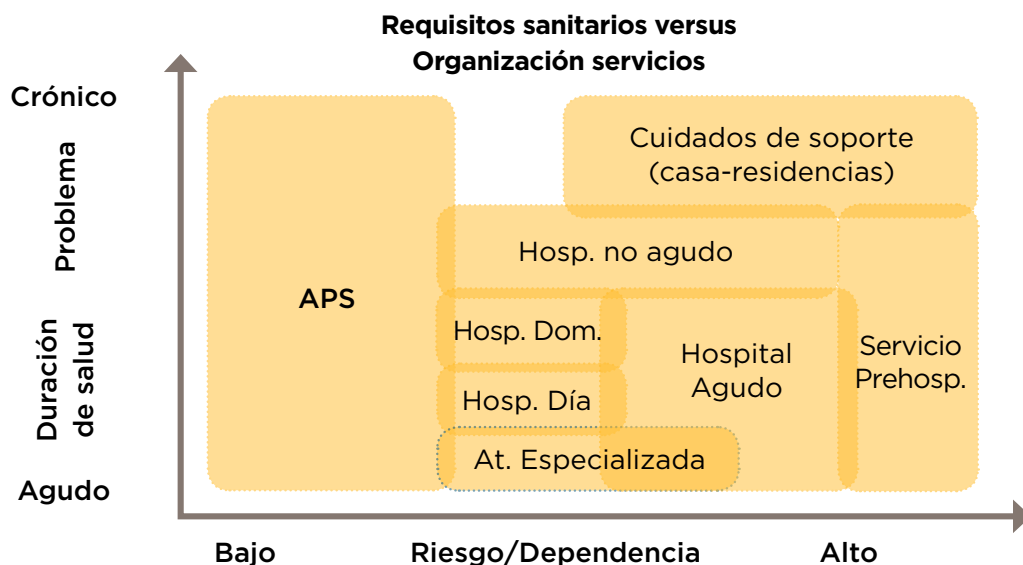 Requisitos sanitarios versus
Organización servicios
Crónico
Problema
Duración
de salud
Agudo
Cuidados de soporte
(casa-residencias)
Hosp. no agudo
APS
Hosp. Dom.
Hospital
Agudo
Servicio
Prehosp.
Hosp. Día
At. Especializada
Bajo
Riesgo/Dependencia
Alto